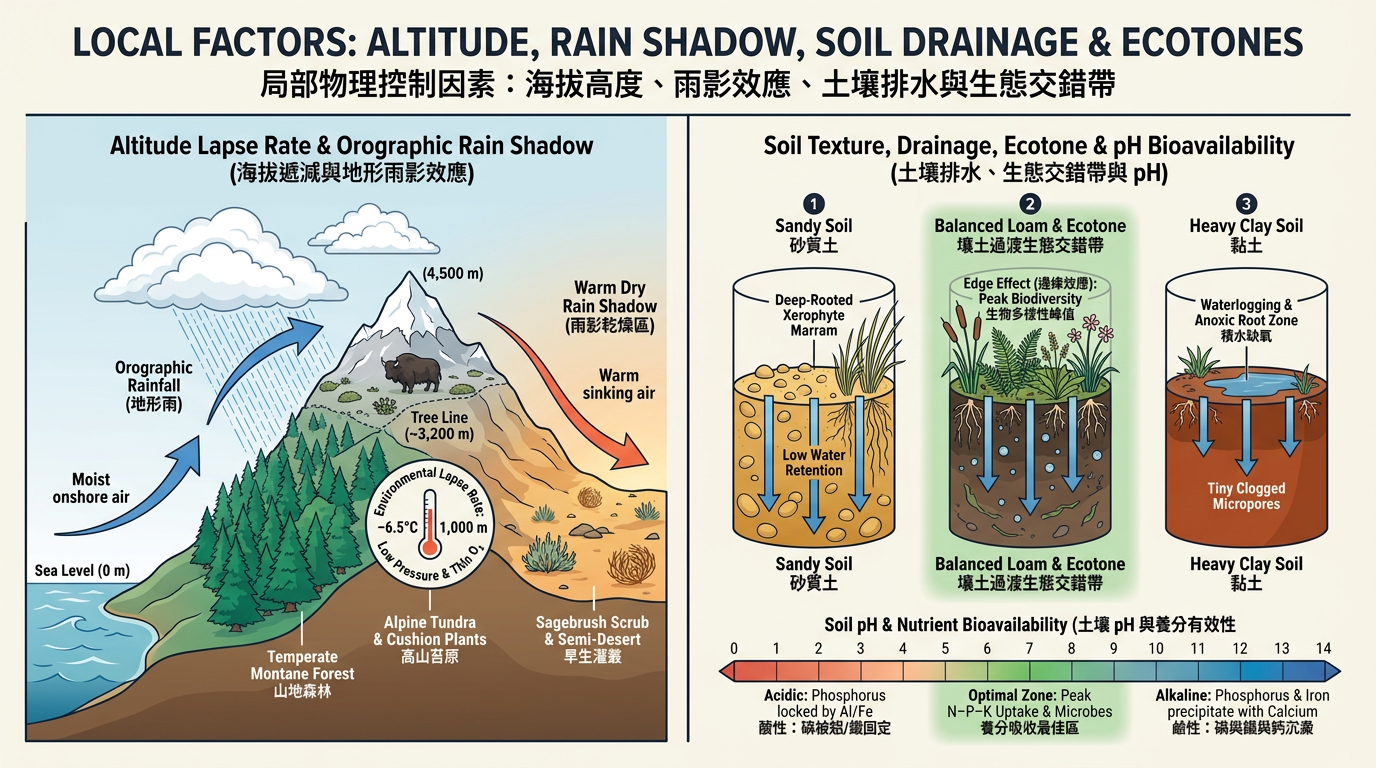 LOCAL FACTORS: ALTITUDE, RAIN SHADOW, SOIL DRAINAGE & ECOTONES
局部物理控制因素：海拔高度、雨影效應、土壤排水與生態交錯帶
Altitude Lapse Rate & Orographic Rain Shadow
(海拔遞減與地形雨影效應)
(4,500 m)
Warm Dry
Rain Shadow
(雨影乾燥區)
Orographic
Rainfall
(地形雨)
Warm
sinking air
Tree Line
(~3,200 m)
Moist
onshore air
Environmental Lapse Rate:
−6.5°C 1,000 m
Low Pressure & Thin O₂
Sea Level (0 m)
Temperate
Montane Forest
山地森林
Alpine Tundra
& Cushion Plants
高山苔原
Sagebrush Scrub
& Semi-Desert
旱生灌叢
Soil Texture, Drainage, Ecotone & pH Bioavailability
(土壤排水、生態交錯帶與 pH)
1
Sandy Soil
砂質土
Deep-Rooted
Xerophyte
Marram
Low Water
Retention
Sandy Soil
砂質土
2
Balanced Loam & Ecotone
壤土過渡生態交錯帶
Edge Effect (邊緣效應):
Peak Biodiversity
生物多樣性峰值
Balanced Loam & Ecotone
壤土過渡生態交錯帶
3
Heavy Clay Soil
黏土
Waterlogging &
Anoxic Root Zone
積水缺氧
Tiny Clogged
Micropores
Heavy Clay Soil
黏土
Soil pH & Nutrient Bioavailability (土壤 pH 與養分有效性
0 1 2 3 4 5 6 7 8 9 10 11 12 13 14
Acidic: Phosphorus
locked by Al/Fe
酸性：被鋁/鐵固定
Optimal Zone: Peak
N–P–K Uptake & Microbes
養分吸收最佳區
Alkaline: Phosphorus & Iron
precipitate with Calcium
鹼性：與鈣沉